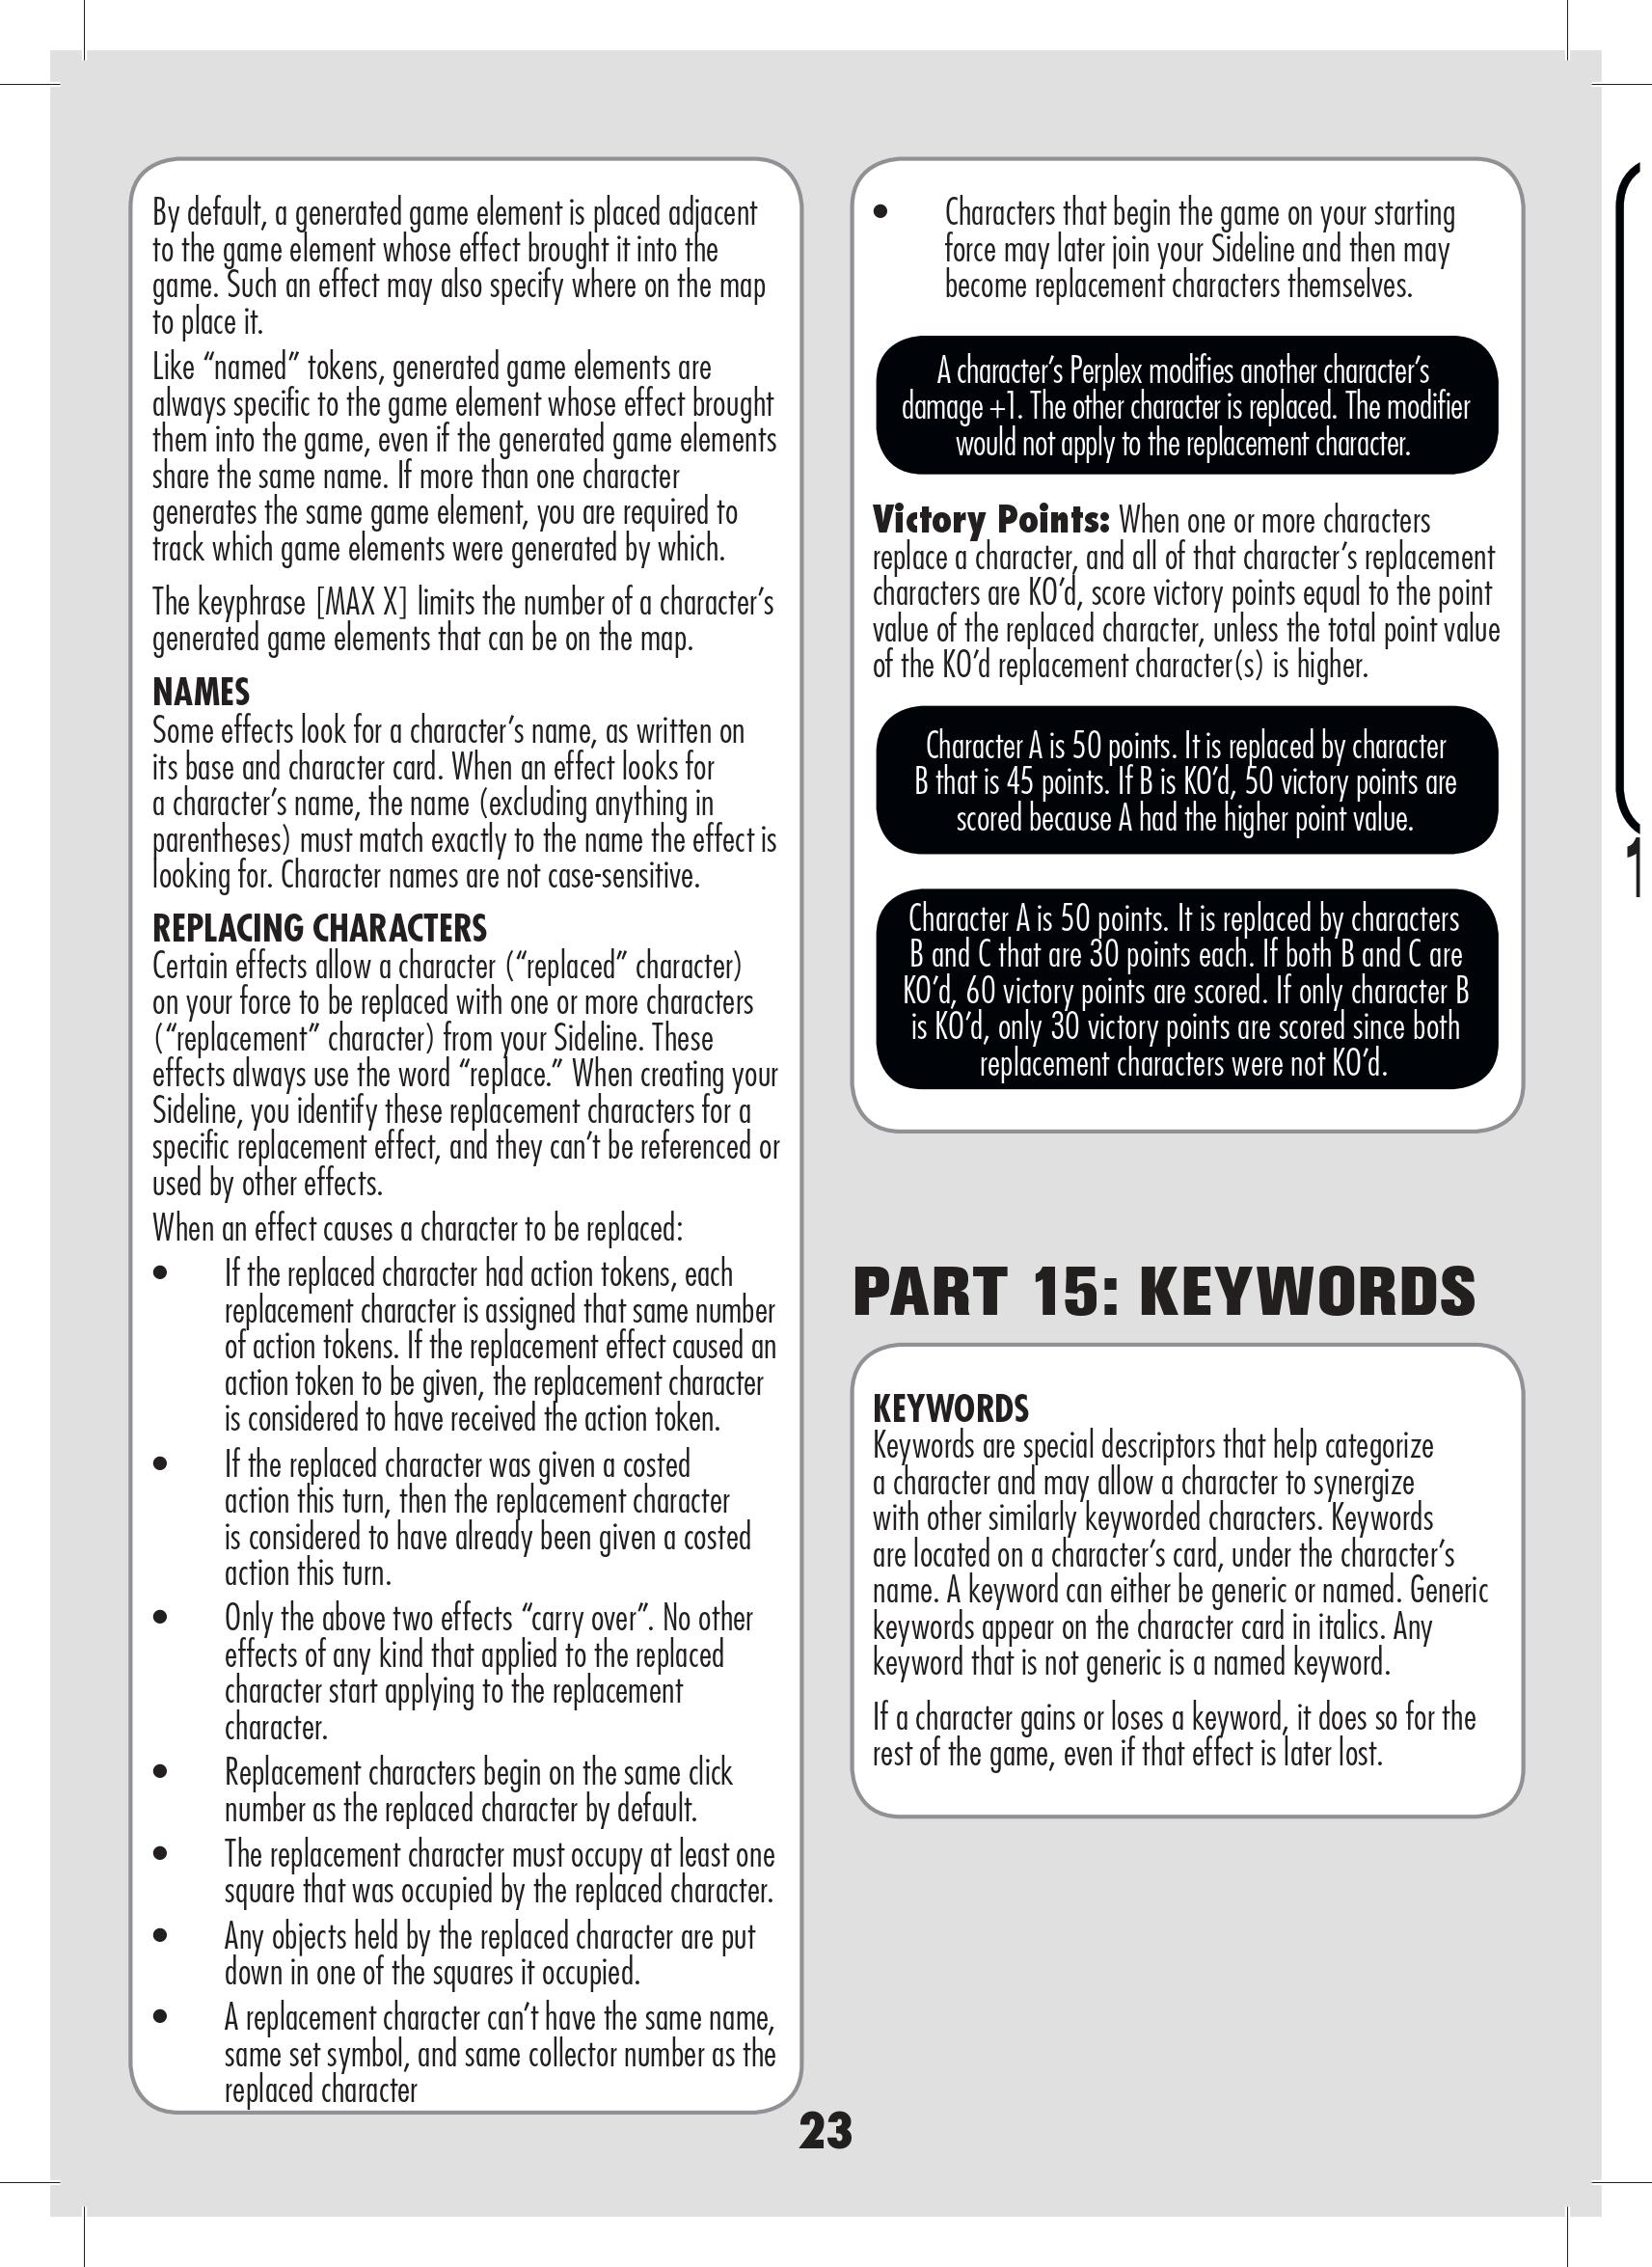 By default, a generated game element is placed adjacent
to the game element whose effect brought it into the
game. Such an effect may also specify where on the map
to place it.
Like “named” tokens, generated game elements are
always specific to the game element whose effect brought
them into the game, even if the generated game elements
share the same name. If more than one character
generates the same game element, you are required to
track which game elements were generated by which.
The keyphrase [MAX X] limits the number of a character’s
generated game elements that can be on the map.
NAMES
Some effects look for a character’s name, as written on
its base and character card. When an effect looks for
a character’s name, the name (excluding anything in
parentheses) must match exactly to the name the effect is
looking for. Character names are not case-sensitive.
REPLACING CHARACTERS
Certain effects allow a character (“replaced” character)
on your force to be replaced with one or more characters
(“replacement” character) from your Sideline. These
effects always use the word “replace.” When creating your
Sideline, you identify these replacement characters for a
specific replacement effect, and they can’t be referenced or
used by other effects.
When an effect causes a character to be replaced:
• If the replaced character had action tokens, each
replacement character is assigned that same number
of action tokens. If the replacement effect caused an
action token to be given, the replacement character
is considered to have received the action token.
• If the replaced character was given a costed
action this turn, then the replacement character
is considered to have already been given a costed
action this turn.
• Only the above two effects “carry over”. No other
effects of any kind that applied to the replaced
character start applying to the replacement
character.
• Replacement characters begin on the same click
number as the replaced character by default.
• The replacement character must occupy at least one
square that was occupied by the replaced character.
• Any objects held by the replaced character are put
down in one of the squares it occupied.
• A replacement character can’t have the same name,
same set symbol, and same collector number as the
replaced character
• Characters that begin the game on your starting
force may later join your Sideline and then may
become replacement characters themselves.
A character’s Perplex modifies another character’s
damage +1. The other character is replaced. The modifier
would not apply to the replacement character.
Victory Points: When one or more characters
replace a character, and all of that character’s replacement
characters are KO’d, score victory points equal to the point
value of the replaced character, unless the total point value
of the KO’d replacement character(s) is higher.
Character A is 50 points. It is replaced by character
B that is 45 points. If B is KO’d, 50 victory points are
scored because A had the higher point value.
Character A is 50 points. It is replaced by characters
B and C that are 30 points each. If both B and C are
KO’d, 60 victory points are scored. If only character B
is KO’d, only 30 victory points are scored since both
replacement characters were not KO’d.
PART 15: KEYWORDS
KEYWORDS
Keywords are special descriptors that help categorize
a character and may allow a character to synergize
with other similarly keyworded characters. Keywords
are located on a character’s card, under the character’s
name. A keyword can either be generic or named. Generic
keywords appear on the character card in italics. Any
keyword that is not generic is a named keyword.
If a character gains or loses a keyword, it does so for the
rest of the game, even if that effect is later lost.
23
1